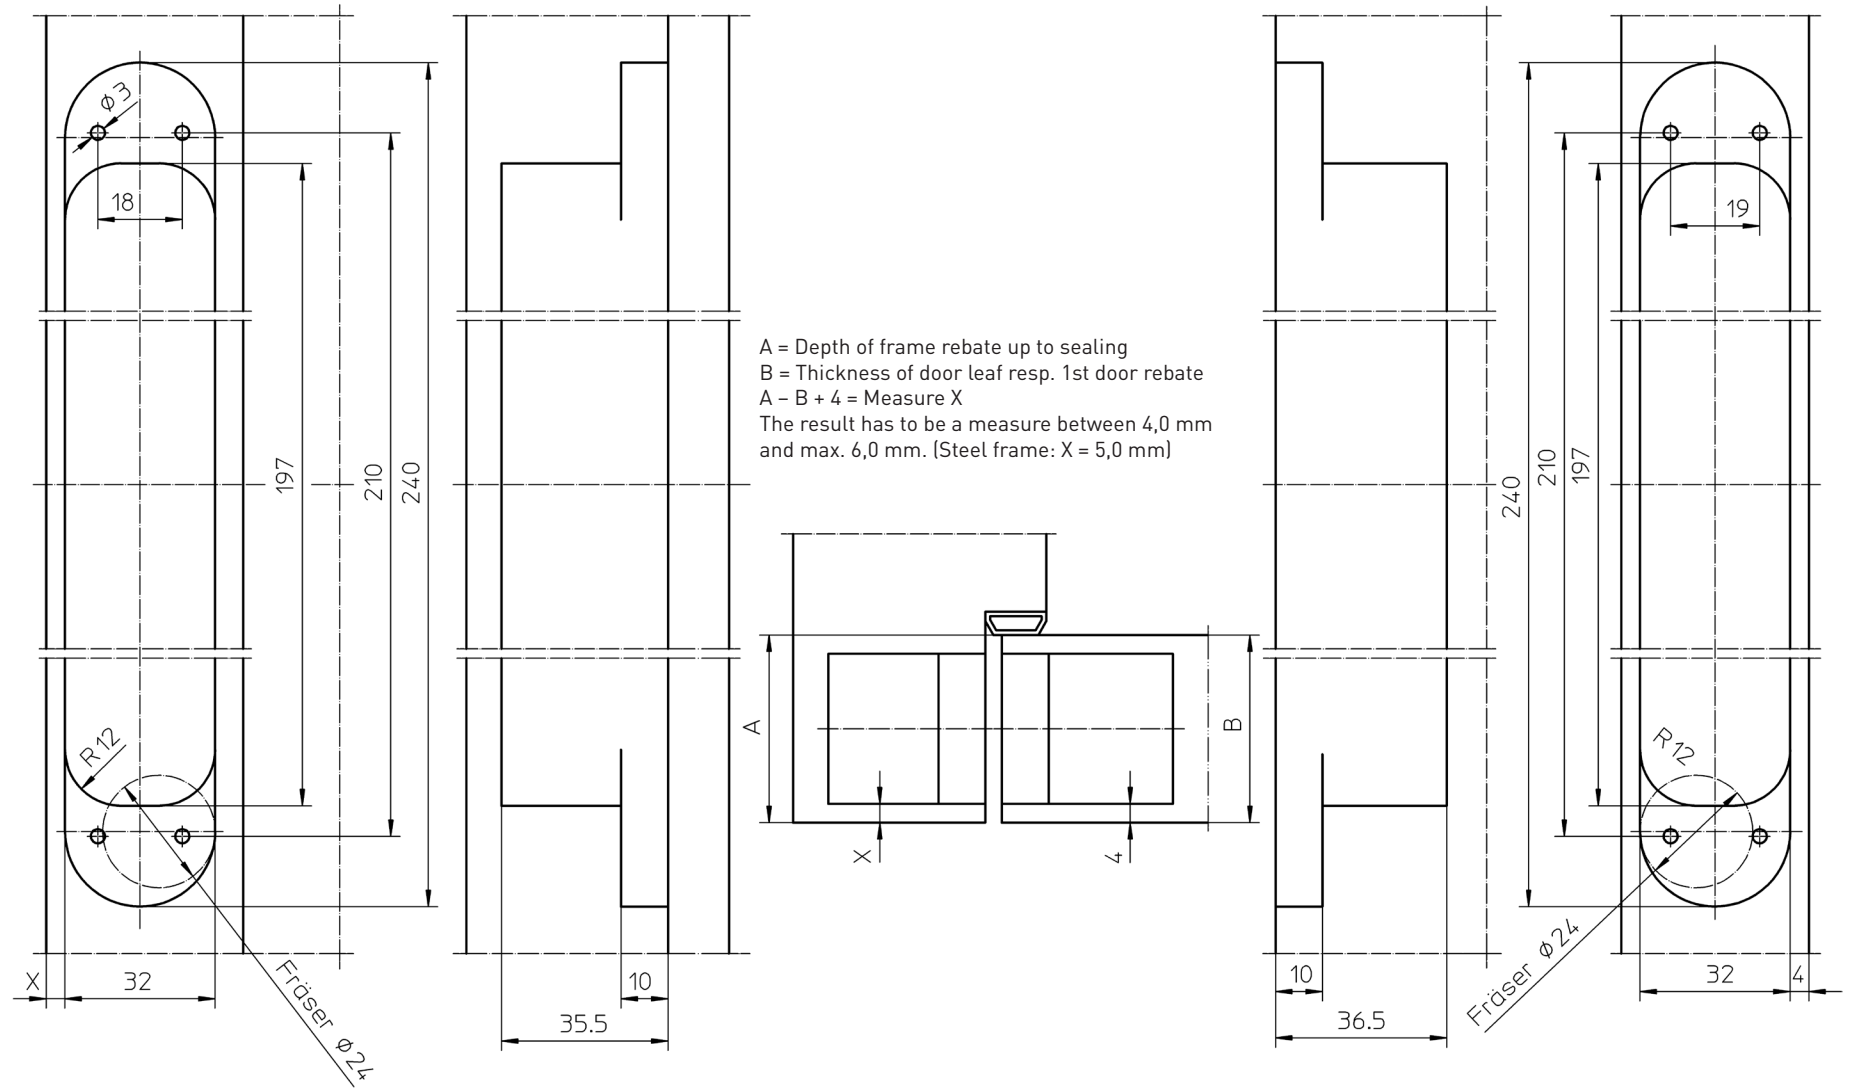 ϕ3
18
197
210
240
R12
X
32
Fräser ϕ24
10
35.5
A = Depth of frame rebate up to sealing
B = Thickness of door leaf resp. 1st door rebate
A – B + 4 = Measure X
The result has to be a measure between 4,0 mm
and max. 6,0 mm. (Steel frame: X = 5,0 mm)
A
B
X
4
10
36.5
240
210
197
19
R12
Fräser ϕ24
32
4